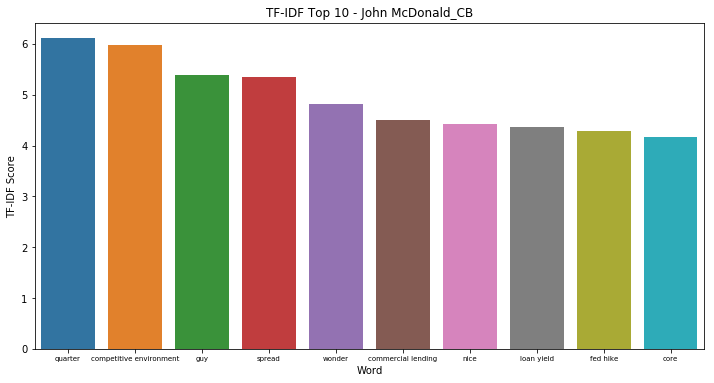 TF-IDF Top 10 - John McDonald_CB
TF-IDF Score
6
5
4
3
2
1
0
quarter competitive environment guy spread wonder commercial lending nice loan yield fed hike core
Word